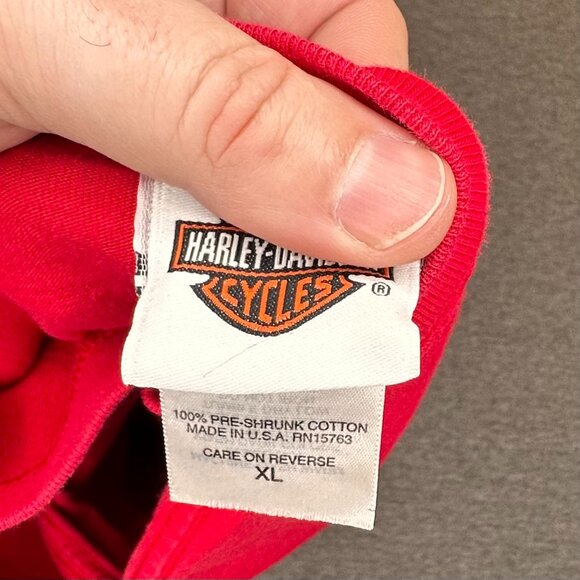 HARLEY-DAVIDSON
CYCLES
®
100% PRE-SHRUNK COTTON
MADE IN U.S.A. RN15763
CARE ON REVERSE
XL